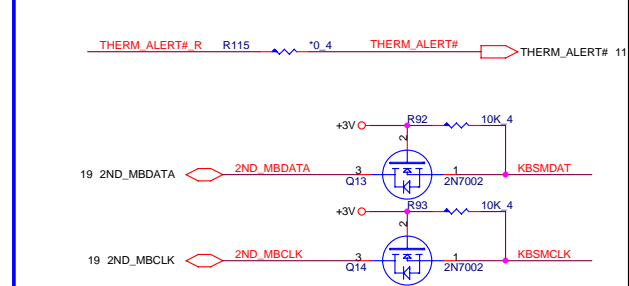 THERM_ALERT#_R R115 *0_4 THERM_ALERT# THERM_ALERT# 11
+3V R92 10K_4
2
19 2ND_MBDATA 2ND_MBDATA 3 1 KBSMDAT
Q13 2N7002
+3V R93 10K_4
2
19 2ND_MBCLK 2ND_MBCLK 3 1 KBSMCLK
Q14 2N7002